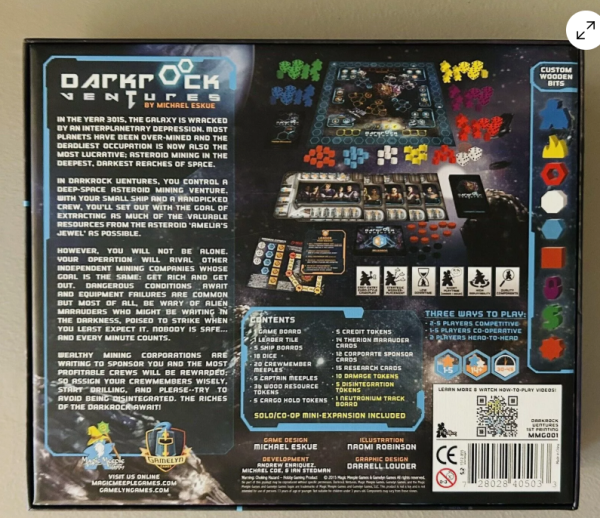 DARKROCK
VENTURES
BY MICHAEL ESKUE
IN THE YEAR 3015, THE GALAXY IS WRACKED
BY AN INTERPLANETARY DEPRESSION. MOST
PLANETS HAVE BEEN OVER-MINED AND THE
DEADLIEST OCCUPATION IS NOW ALSO THE
MOST LUCRATIVE; ASTEROID MINING IN THE
DEEPEST, DARKEST REACHES OF SPACE.
IN DARKROCK VENTURES, YOU CONTROL A
DEEP-SPACE ASTEROID MINING VENTURE.
WITH YOUR SMALL SHIP AND A HANDPICKED
CREW, YOU'LL SET OUT WITH THE GOAL OF
EXTRACTING AS MUCH OF THE VALUABLE
RESOURCES FROM THE ASTEROID 'AMELIA'S
JEWEL' AS POSSIBLE.
HOWEVER, YOU WILL NOT BE ALONE.
YOUR OPERATION WILL RIVAL OTHER
INDEPENDENT MINING COMPANIES WHOSE
GOAL IS THE SAME: GET RICH AND GET
OUT. DANGEROUS CONDITIONS AWAIT
AND EQUIPMENT FAILURES ARE COMMON
BUT MOST OF ALL, BE WARY OF ALIEN
MARAUDERS WHO MIGHT BE WAITING IN
THE DARKNESS, POISED TO STRIKE WHEN
YOU LEAST EXPECT IT. NOBODY IS SAFE...
AND EVERY MINUTE COUNTS.
WEALTHY MINING CORPORATIONS ARE
WAITING TO SPONSOR YOU AND THE MOST
PROFITABLE CREWS WILL BE REWARDED.
SO ASSIGN YOUR CREWMEMBERS WISELY,
START DRILLING, AND PLEASE-TRY TO
AVOID BEING DISINTEGRATED. THE RICHES
OF THE DARKROCK AWAIT!
GAMELYN
VISIT US ONLINE
MAGICMEEPLEGAMES.COM
GAMELYNGAMES.COM
CUSTOM
WOODEN
BITS
CONTENTS
1 GAME BOARD
1 LEADER TILE
5 SHIP BOARDS
18 DICE
20 CREWMEMBER
MEEPLES
5 CAPTAIN MEEPLES
36 WOOD RESOURCE
TOKENS
5 CARGO HOLD TOKENS
5 CREDIT TOKENS
14 THERION MARAUDER
CARDS
12 CORPORATE SPONSOR
CARDS
15 RESEARCH CARDS
10 DAMAGE TOKENS
5 DISINTEGRATION
TOKENS
1 NEUTRONIUM TRACK
BOARD
SOLO/CO-OP MINI-EXPANSION INCLUDED
THREE WAYS TO PLAY:
2-5 PLAYERS COMPETITIVE
1-5 PLAYERS CO-OPERATIVE
2 PLAYERS HEAD-TO-HEAD
1-5
LEARN MORE & WATCH HOW-TO-PLAY VIDEOS!
DARKROCK
VENTURES
1ST PRINTING
MMG001
GAME DESIGN
MICHAEL ESKUE
ILLUSTRATION
NAOMI ROBINSON
DEVELOPMENT
ANDREW ENRIQUEZ,
MICHAEL COE, & IAN STEDMAN
GRAPHIC DESIGN
DARRELL LOUDER
CE
0-3
28028 40503